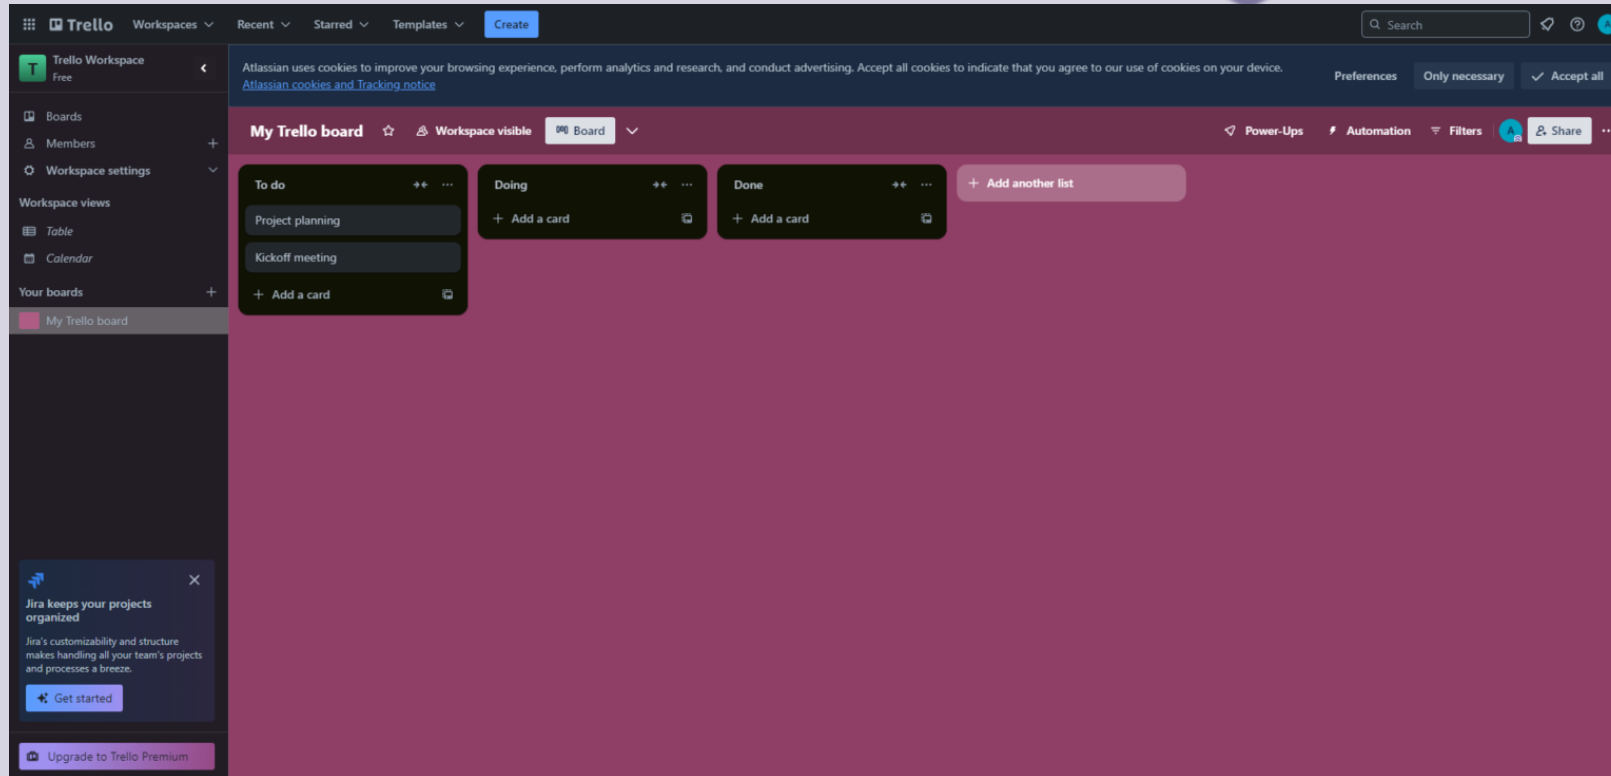 Trello
Workspaces
Recent
Starred
Templates
Create
Search
A
T
Trello Workspace
Free
Atlassian uses cookies to improve your browsing experience, perform analytics and research, and conduct advertising. Accept all cookies to indicate that you agree to our use of cookies on your device.
Atlassian cookies and Tracking notice
Preferences
Only necessary
Accept all
Boards
Members
Workspace settings
Workspace views
Table
Calendar
Your boards
My Trello board
My Trello board
Workspace visible
Board
Power-Ups
Automation
Filters
A
Share
To do
Project planning
Kickoff meeting
Add a card
Doing
Add a card
Done
Add a card
Add another list
Jira keeps your projects
organized
Jira's customizability and structure
makes handling all your team's projects
and processes a breeze.
Get started
Upgrade to Trello Premium